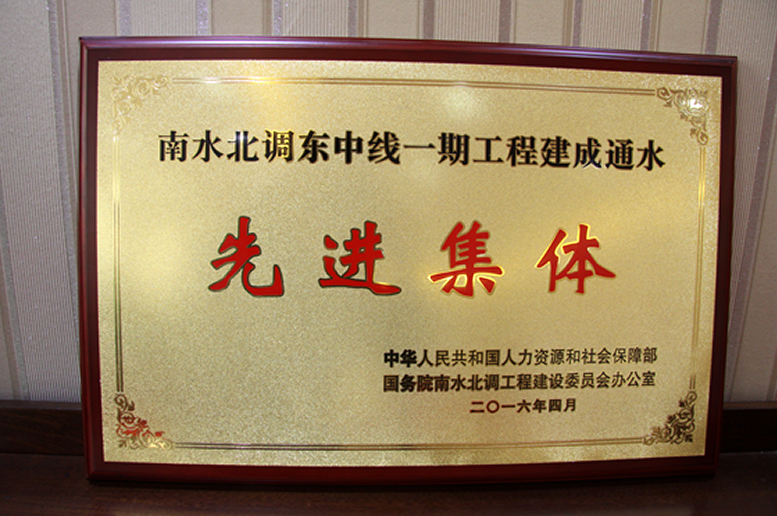 南水北调东中线一期工程建成通水
先进集体
中华人民共和国人力资源和社会保障部
国务院南水北调工程建设委员会办公室
二〇一六年四月